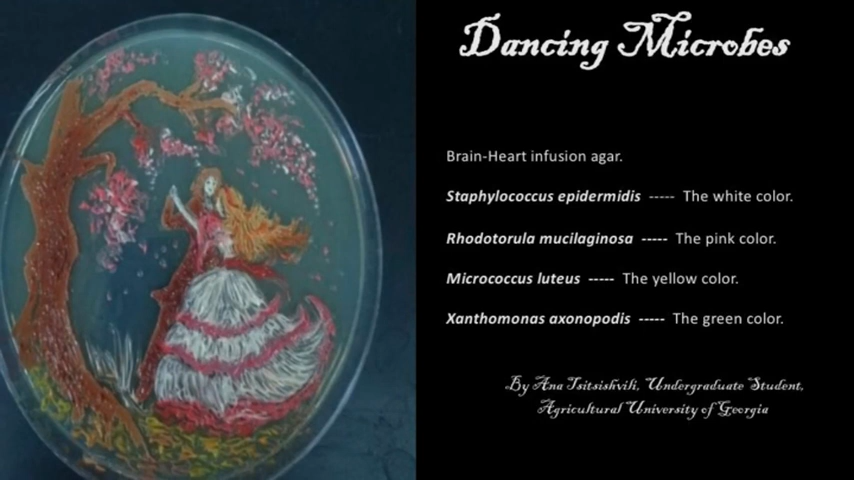 Dancing Microbes
Brain-Heart infusion agar.
Staphylococcus epidermidis ----- The white color.
Rhodotorula mucilaginosa ----- The pink color.
Micrococcus luteus ----- The yellow color.
Xanthomonas axonopodis ----- The green color.
By Ana Tsitsishvili, Undergraduate Student,
Agricultural University of Georgia